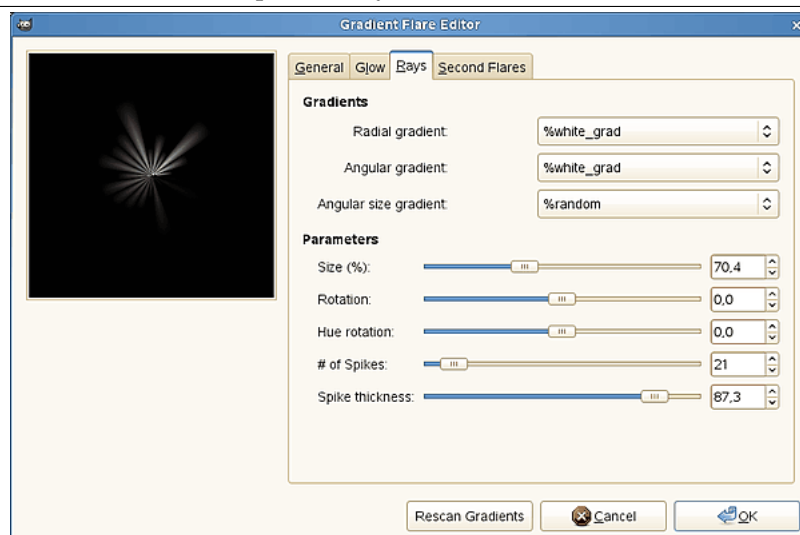 Gradient Flare Editor
General Glow Rays Second Flares
Gradients
Radial gradient: %white_grad
Angular gradient: %white_grad
Angular size gradient: %random
Parameters
Size (%): 70,4
Rotation: 0,0
Hue rotation: 0,0
# of Spikes: 21
Spike thickness: 87,3
Rescan Gradients Cancel OK